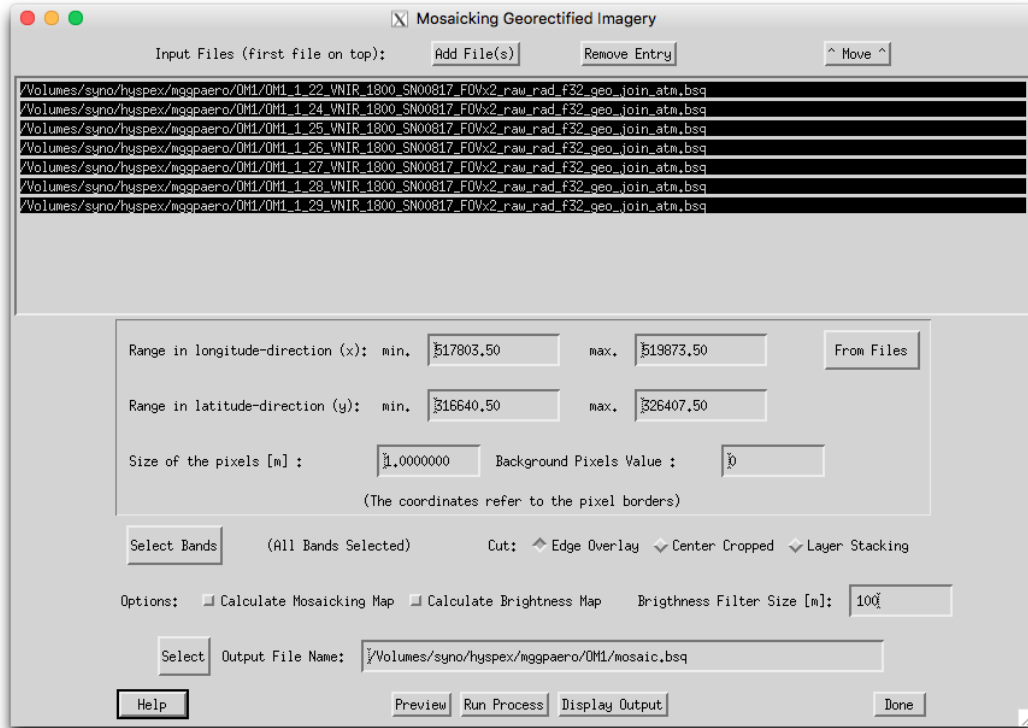 Mosaicking Georectified Imagery
Input Files (first file on top): Add File(s) Remove Entry ^ Move ^
/Volumes/syno/hyspex/mggpaero/OM1/OM1_1_22_VNIR_1800_SN00817_FOVx2_raw_rad_f32_geo_join_atm.bsq
/Volumes/syno/hyspex/mggpaero/OM1/OM1_1_24_VNIR_1800_SN00817_FOVx2_raw_rad_f32_geo_join_atm.bsq
/Volumes/syno/hyspex/mggpaero/OM1/OM1_1_25_VNIR_1800_SN00817_FOVx2_raw_rad_f32_geo_join_atm.bsq
/Volumes/syno/hyspex/mggpaero/OM1/OM1_1_26_VNIR_1800_SN00817_FOVx2_raw_rad_f32_geo_join_atm.bsq
/Volumes/syno/hyspex/mggpaero/OM1/OM1_1_27_VNIR_1800_SN00817_FOVx2_raw_rad_f32_geo_join_atm.bsq
/Volumes/syno/hyspex/mggpaero/OM1/OM1_1_28_VNIR_1800_SN00817_FOVx2_raw_rad_f32_geo_join_atm.bsq
/Volumes/syno/hyspex/mggpaero/OM1/OM1_1_29_VNIR_1800_SN00817_FOVx2_raw_rad_f32_geo_join_atm.bsq
Range in longitude-direction (x): min. 517803.50 max. 519873.50 From Files
Range in latitude-direction (y): min. 316640.50 max. 326407.50
Size of the pixels [m] : 1.0000000 Background Pixels Value : 0
(The coordinates refer to the pixel borders)
Select Bands (All Bands Selected) Cut: Edge Overlay Center Cropped Layer Stacking
Options: Calculate Mosaicking Map Calculate Brightness Map Brigthness Filter Size [m]: 100
Select Output File Name: /Volumes/syno/hyspex/mggpaero/OM1/mosaic.bsq
Help Preview Run Process Display Output Done